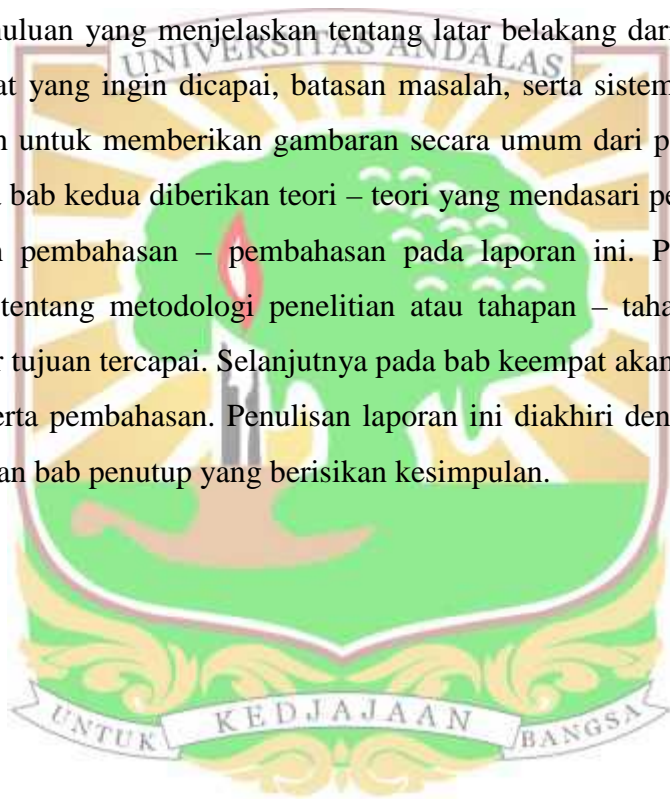 huluan yang menjelaskan tentang latar belakang dari
UNIVERSITAS ANDALAS
at yang ingin dicapai, batasan masalah, serta sistem
n untuk memberikan gambaran secara umum dari p
a bab kedua diberikan teori – teori yang mendasari pe
n pembahasan – pembahasan pada laporan ini. P
tentang metodologi penelitian atau tahapan – taha
r tujuan tercapai. Selanjutnya pada bab keempat akan
erta pembahasan. Penulisan laporan ini diakhiri den
an bab penutup yang berisikan kesimpulan.
UNTUK KEDJAJAAN BANGSA